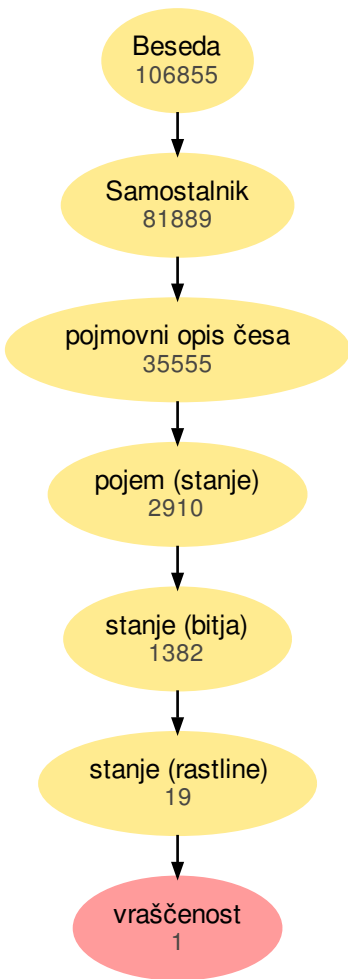 Beseda
106855
Samostalnik
81889
pojmovni opis česa
35555
pojem (stanje)
2910
stanje (bitja)
1382
stanje (rastline)
19
vraščenost
1